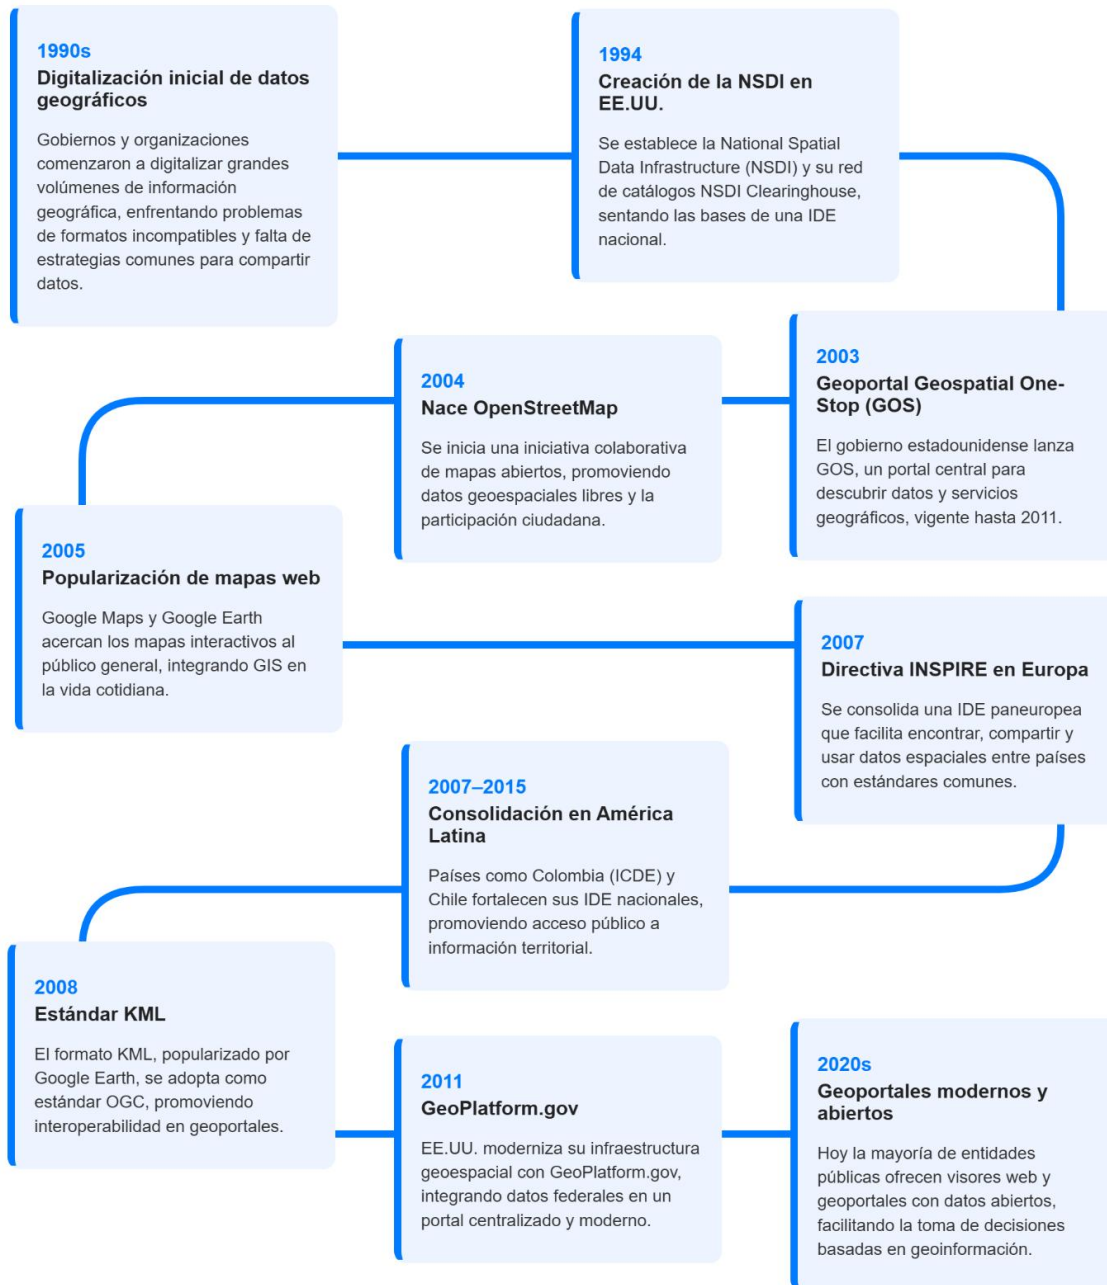 1990s
Digitalización inicial de datos
geográficos
Gobiernos y organizaciones
comenzaron a digitalizar grandes
volúmenes de información
geográfica, enfrentando problemas
de formatos incompatibles y falta de
estrategias comunes para compartir
datos.
1994
Creación de la NSDI en
EE.UU.
Se establece la National Spatial
Data Infrastructure (NSDI) y su red
de catálogos NSDI Clearinghouse,
sentando las bases de una IDE
nacional.
2003
Geoportal Geospatial One-
Stop (GOS)
El gobierno estadounidense lanza
GOS, un portal central para
descubrir datos y servicios
geográficos, vigente hasta 2011.
2004
Nace OpenStreetMap
Se inicia una iniciativa colaborativa
de mapas abiertos, promoviendo
datos geoespaciales libres y la
participación ciudadana.
2005
Popularización de mapas web
Google Maps y Google Earth
acercan los mapas interactivos al
público general, integrando GIS en
la vida cotidiana.
2007
Directiva INSPIRE en Europa
Se consolida una IDE paneuropea
que facilita encontrar, compartir y
usar datos espaciales entre países
con estándares comunes.
2007–2015
Consolidación en América
Latina
Países como Colombia (ICDE) y
Chile fortalecen sus IDE nacionales,
promoviendo acceso público a
información territorial.
2008
Estándar KML
El formato KML, popularizado por
Google Earth, se adopta como
estándar OGC, promoviendo
interoperabilidad en geoportales.
2011
GeoPlatform.gov
EE.UU. moderniza su infraestructura
geoespacial con GeoPlatform.gov,
integrando datos federales en un
portal centralizado y moderno.
2020s
Geoportales modernos y
abiertos
Hoy la mayoría de entidades
públicas ofrecen visores web y
geoportales con datos abiertos,
facilitando la toma de decisiones
basadas en geoinformación.